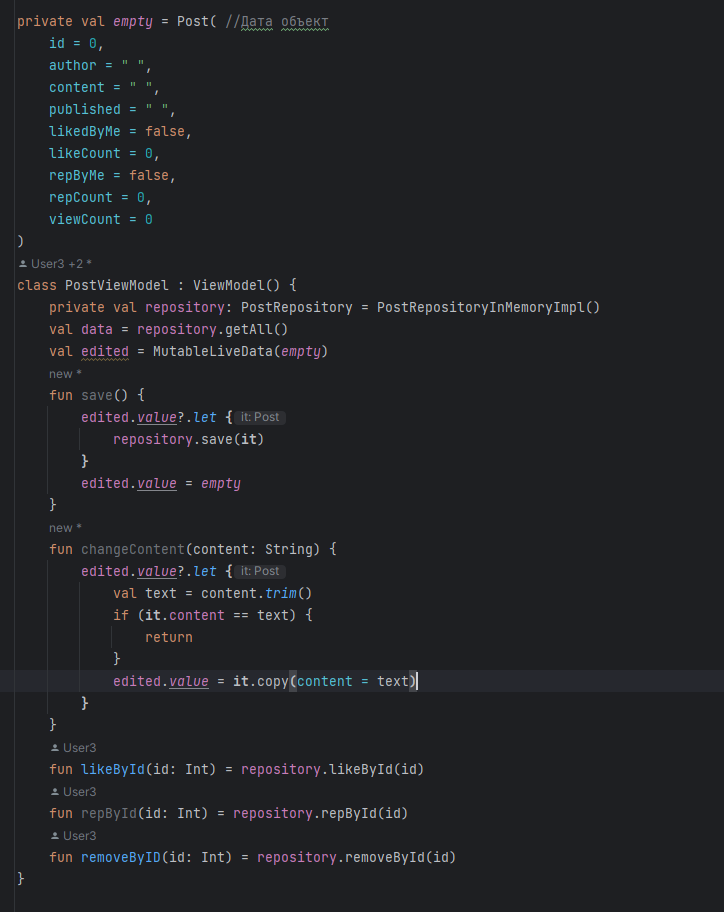 private val empty = Post( //Дата объект
    id = 0,
    author = " ",
    content = " ",
    published = " ",
    likedByMe = false,
    likeCount = 0,
    repByMe = false,
    repCount = 0,
    viewCount = 0
)
User3 +2 *
class PostViewModel : ViewModel() {
    private val repository: PostRepository = PostRepositoryInMemoryImpl()
    val data = repository.getAll()
    val edited = MutableLiveData(empty)
    new *
    fun save() {
        edited.value?.let { it: Post
            repository.save(it)
        }
        edited.value = empty
    }
    new *
    fun changeContent(content: String) {
        edited.value?.let { it: Post
            val text = content.trim()
            if (it.content == text) {
                return
            }
            edited.value = it.copy(content = text)
        }
    }
    User3
    fun likeById(id: Int) = repository.likeById(id)
    User3
    fun repById(id: Int) = repository.repById(id)
    User3
    fun removeByID(id: Int) = repository.removeById(id)
}